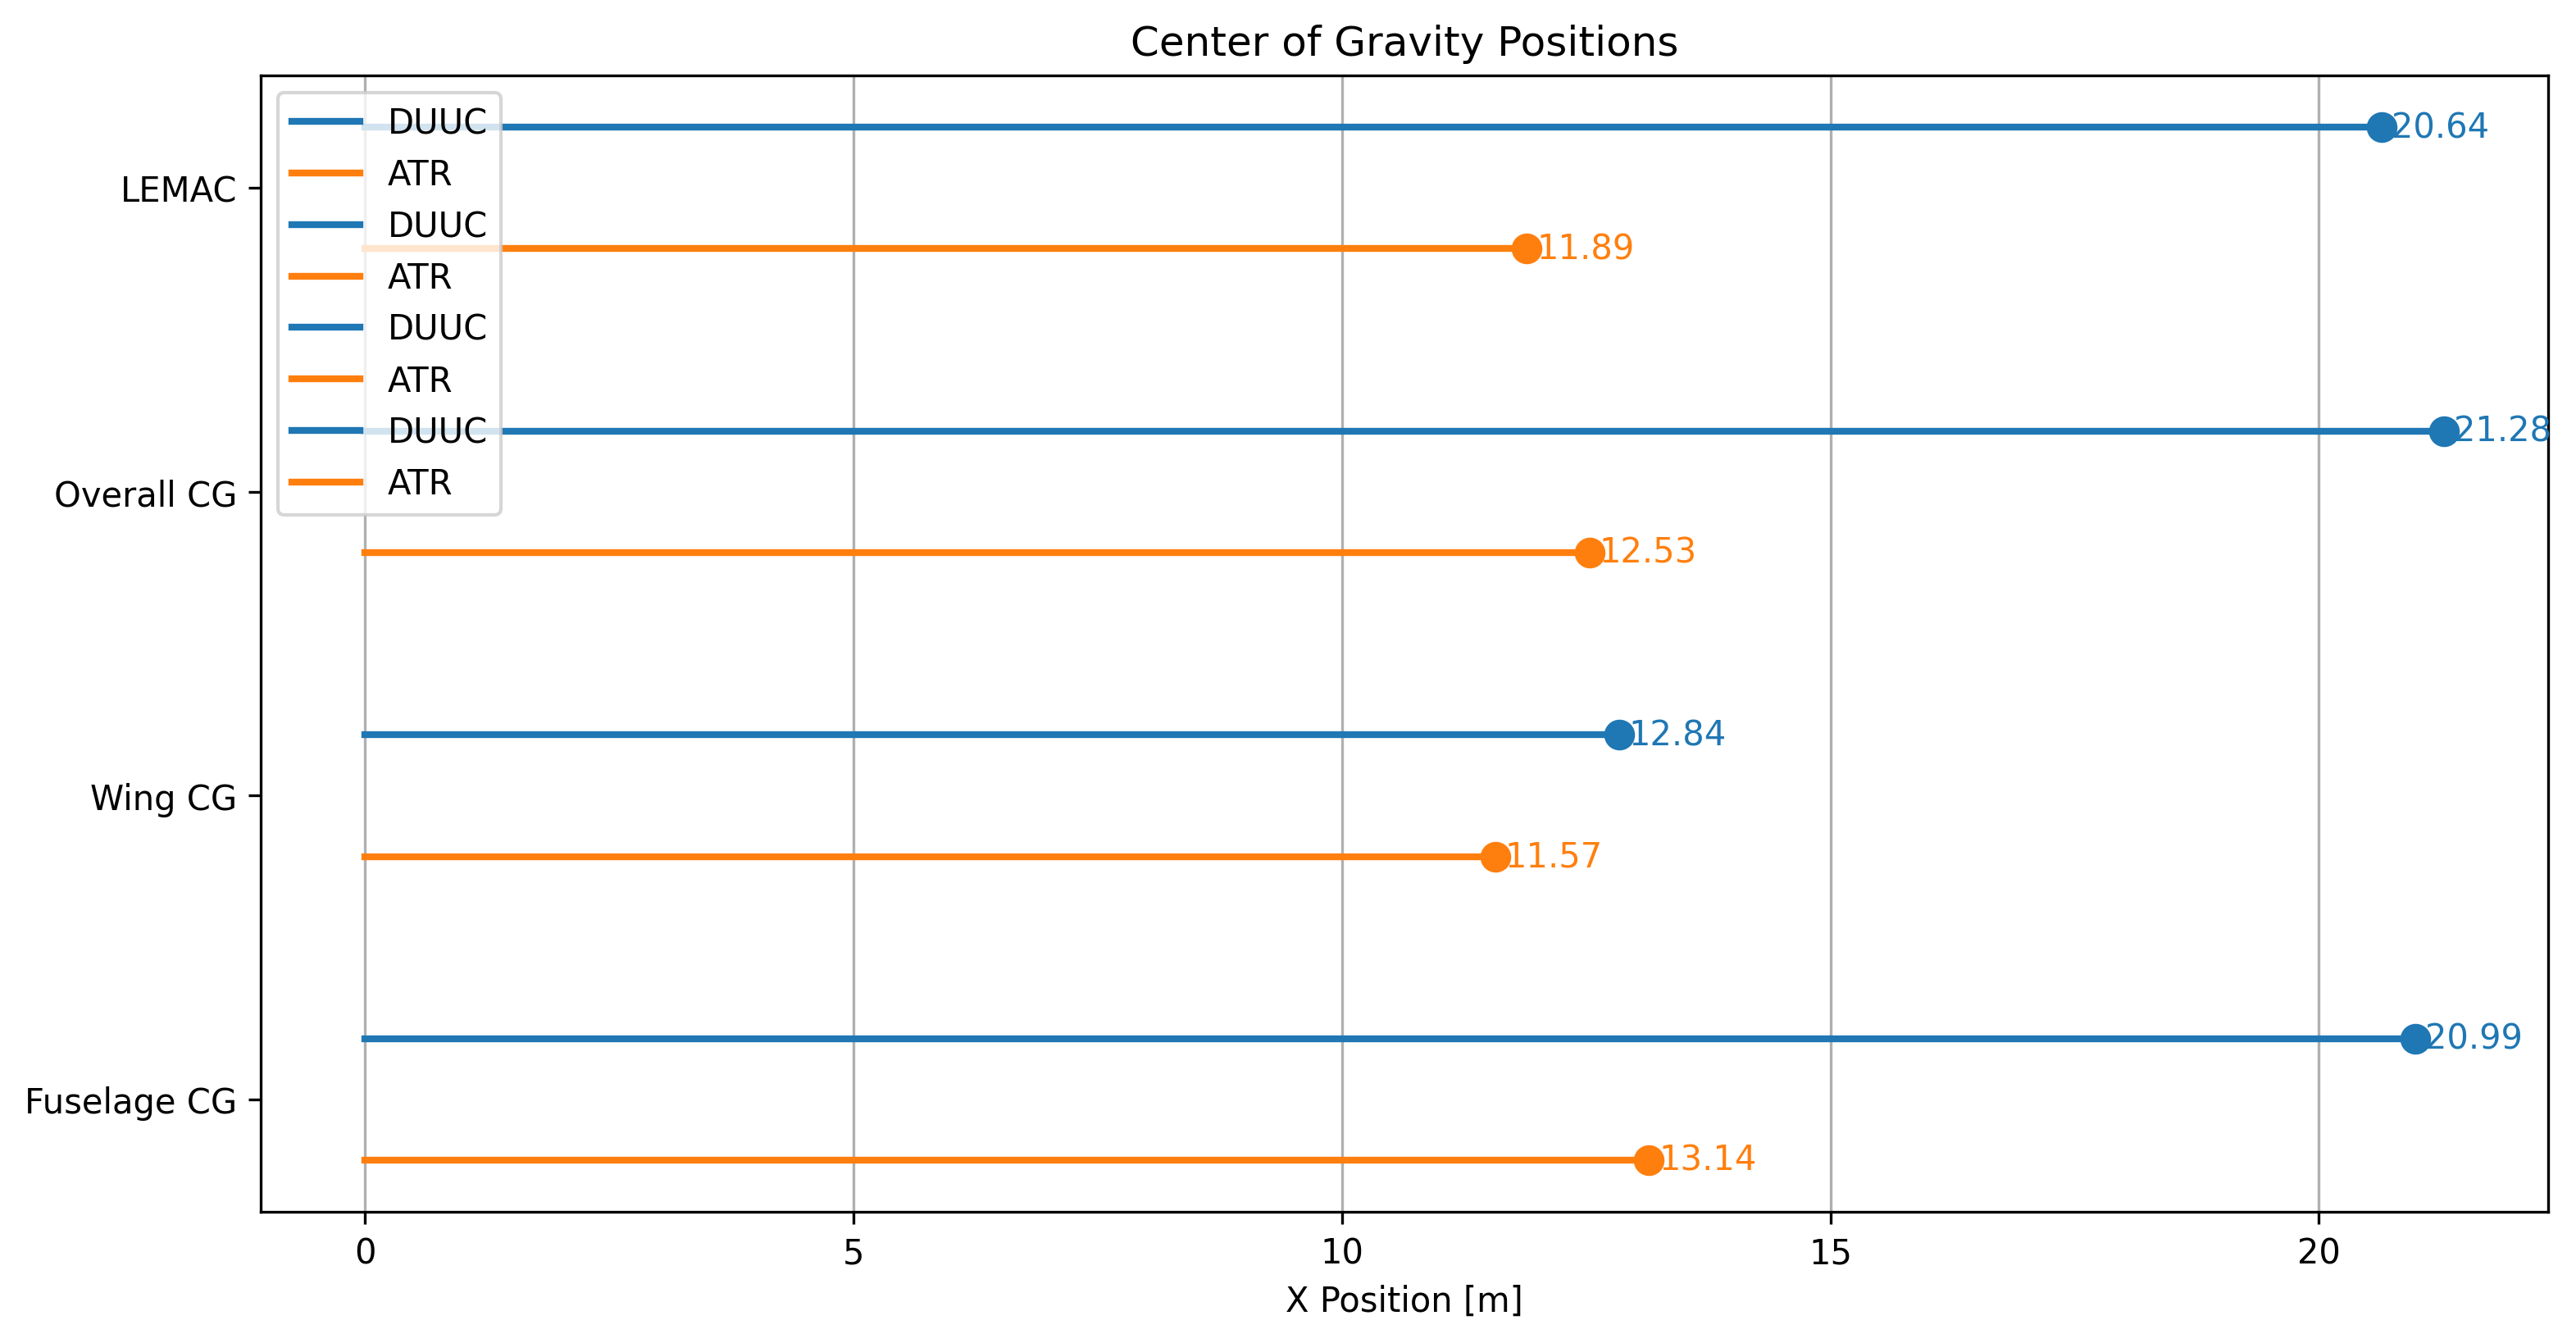 Center of Gravity Positions
DUUC
ATR
DUUC
ATR
DUUC
ATR
DUUC
ATR
LEMAC
20.64
11.89
Overall CG
21.28
12.53
Wing CG
12.84
11.57
Fuselage CG
20.99
13.14
0 5 10 15 20
X Position [m]